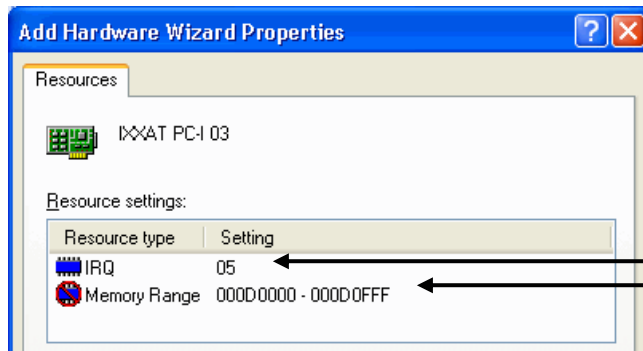 Add Hardware Wizard Properties
Resources
IXXAT PC-I 03
Resource settings:
Resource type Setting
IRQ 05
Memory Range 000D0000 - 000D0FFF